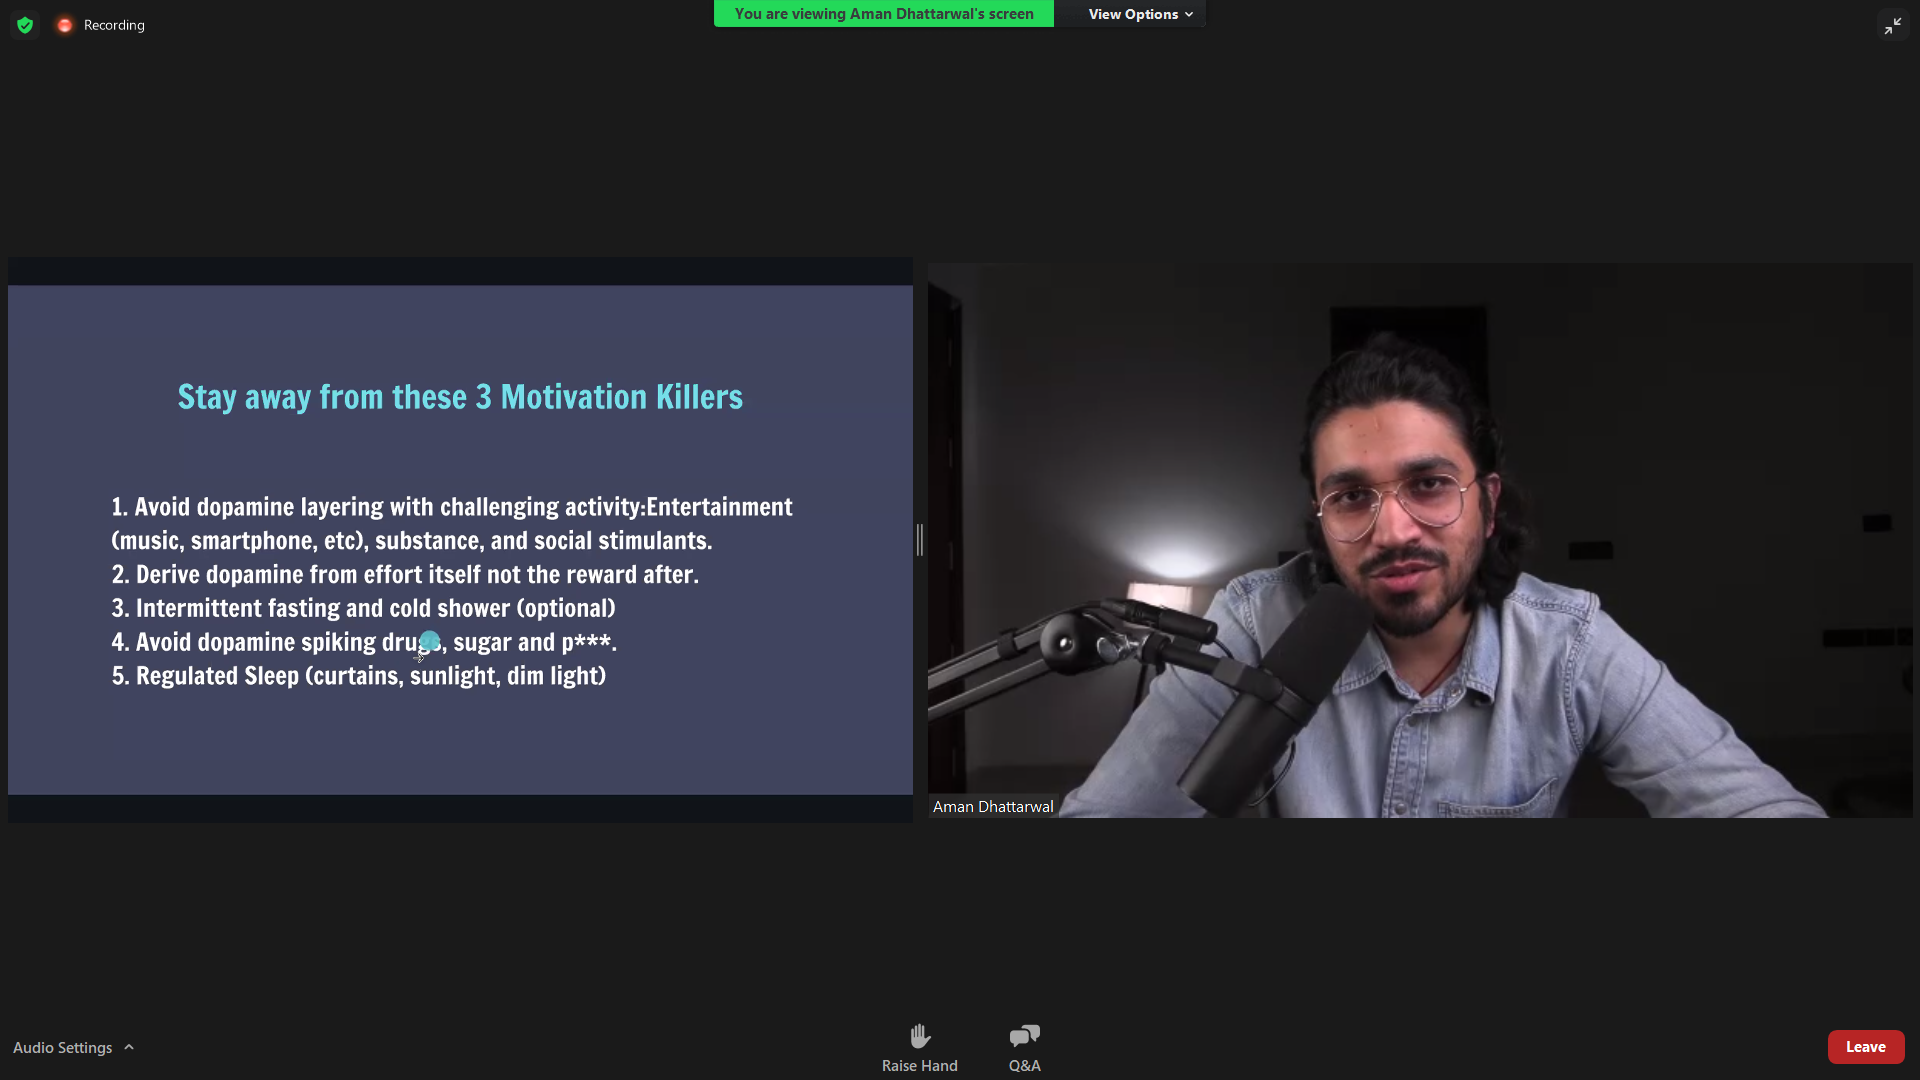 Recording
You are viewing Aman Dhattarwal's screen
View Options
Stay away from these 3 Motivation Killers
1. Avoid dopamine layering with challenging activity:Entertainment
(music, smartphone, etc), substance, and social stimulants.
2. Derive dopamine from effort itself not the reward after.
3. Intermittent fasting and cold shower (optional)
4. Avoid dopamine spiking drugs, sugar and p***.
5. Regulated Sleep (curtains, sunlight, dim light)
Aman Dhattarwal
Audio Settings
Raise Hand
Q&A
Leave